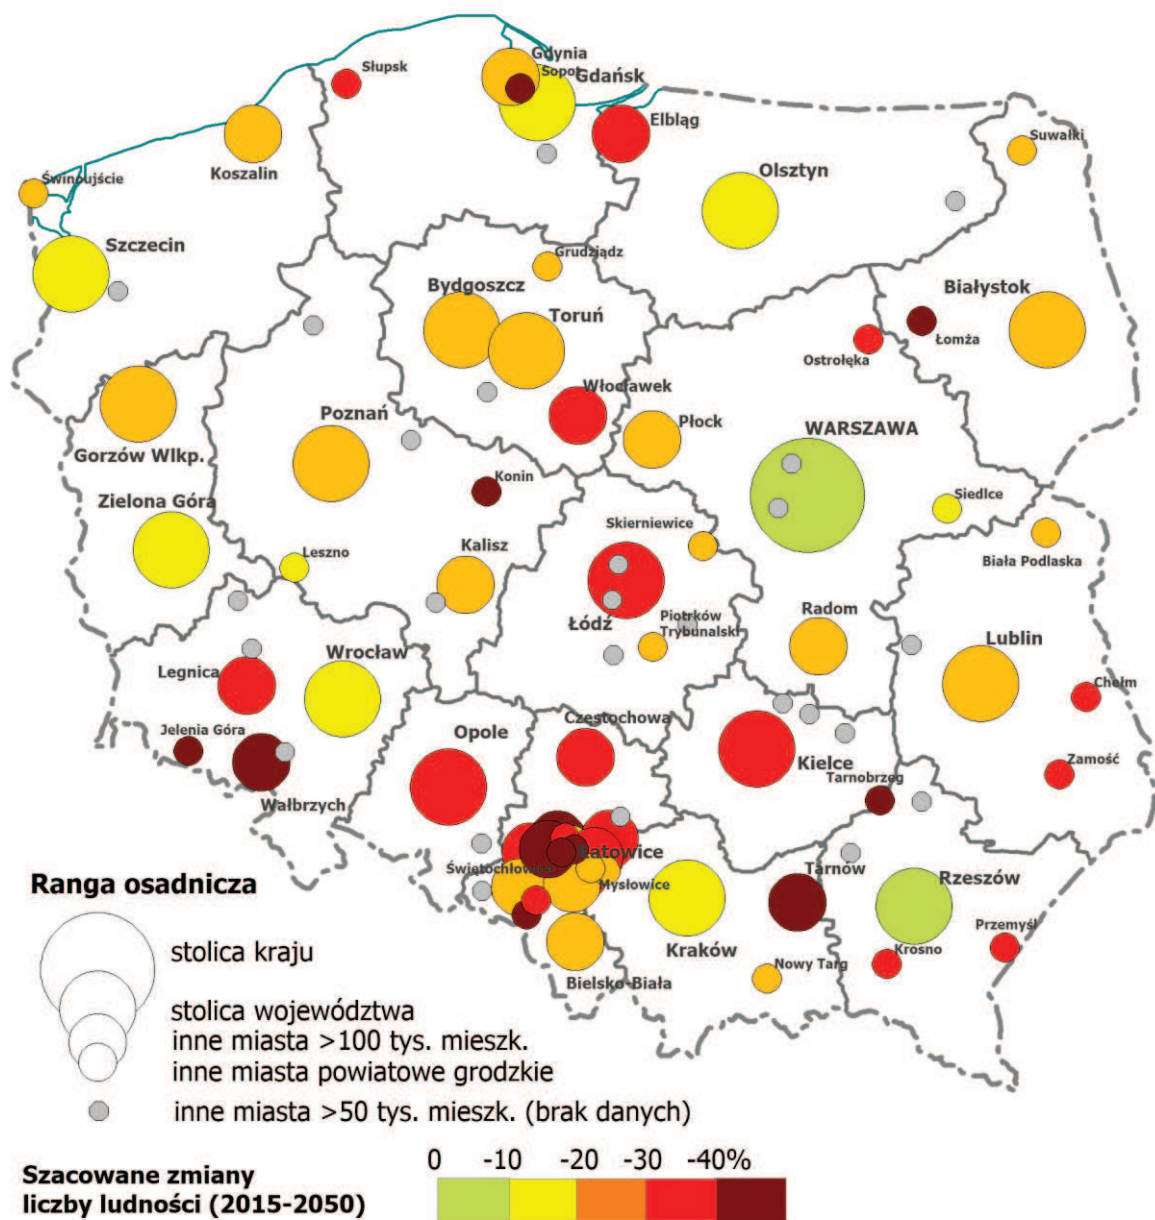 Gdynia
Słupsk
Sopot
Gdańsk
Elbląg
Suwałki
Koszalin
Olsztyn
Świnoujście
Szczecin
Grudziądz
Bydgoszcz
Białystok
Toruń
Łomża
Ostrołęka
Włocławek
Poznań
Płock
WARSZAWA
Gorzów Wlkp.
Konin
Zielona Góra
Siedlce
Skierniewice
Leszno
Kalisz
Biała Podlaska
Piotrków
Trybunalski
Radom
Łódź
Lublin
Wrocław
Legnica
Chełm
Częstochowa
Jelenia Góra
Opole
Kielce
Zamość
Tarnobrzeg
Wałbrzych
Katowice
Świętochłowice
Mysłowice
Tarnów
Rzeszów
Przemyśl
Kraków
Krosno
Nowy Targ
Bielsko-Biała
Ranga osadnicza
stolica kraju
stolica województwa
inne miasta >100 tys. mieszk.
inne miasta powiatowe grodzkie
inne miasta >50 tys. mieszk. (brak danych)
0 -10 -20 -30 -40%
Szacowane zmiany
liczby ludności (2015-2050)